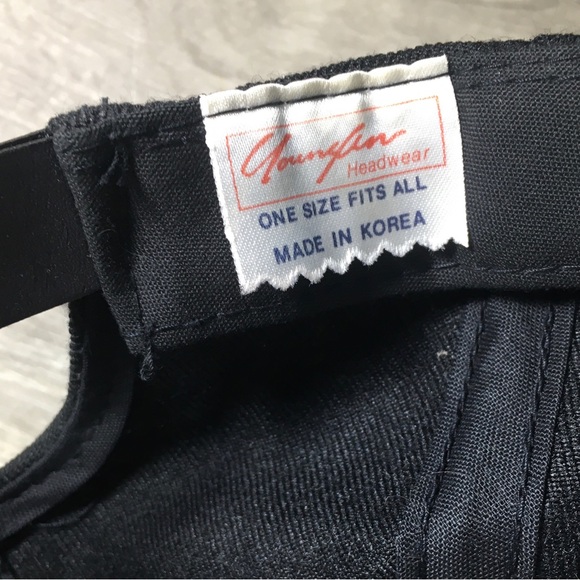 Youngan
Headwear
ONE SIZE FITS ALL
MADE IN KOREA